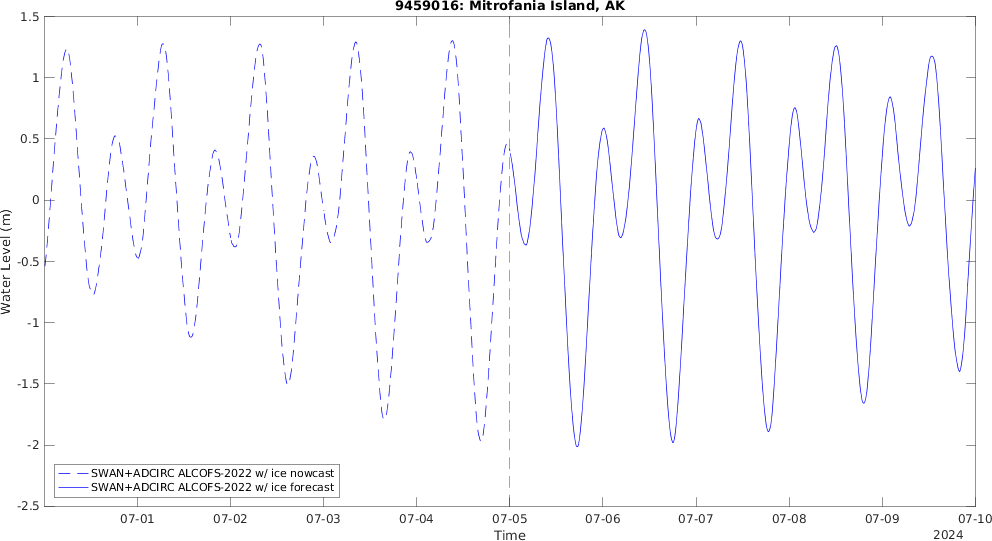 9459016: Mitrofania Island, AK
1.5
1
0.5
0
-0.5
-1
-1.5
-2
-2.5
Water Level (m)
SWAN+ADCIRC ALCOFS-2022 w/ ice nowcast
SWAN+ADCIRC ALCOFS-2022 w/ ice forecast
07-01 07-02 07-03 07-04 07-05 07-06 07-07 07-08 07-09 07-10
Time
2024